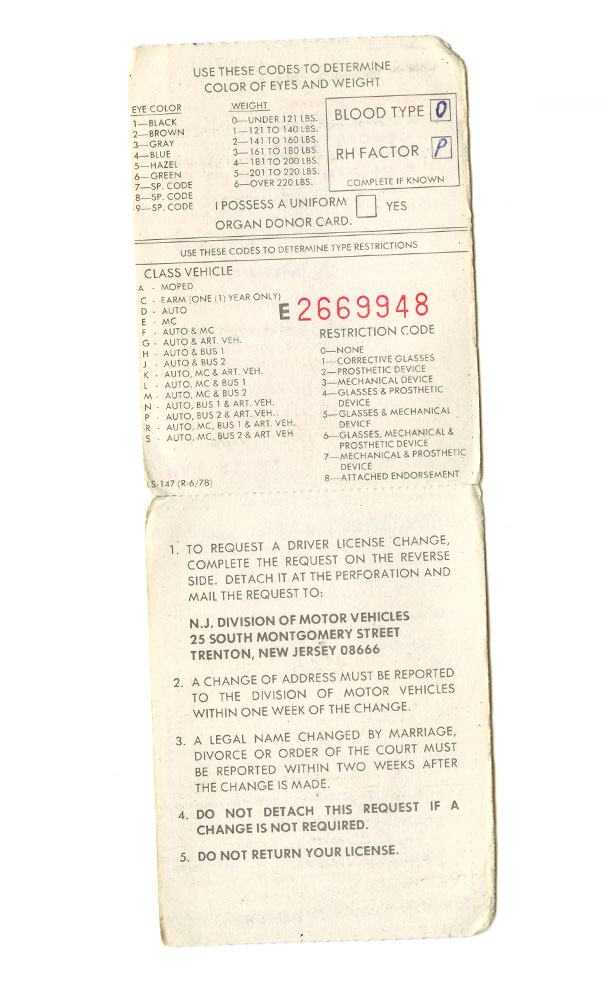 USE THESE CODES TO DETERMINE
COLOR OF EYES AND WEIGHT
EYE COLOR
1—BLACK
2—BROWN
3—GRAY
4—BLUE
5—HAZEL
6—GREEN
7—SP. CODE
8—SP. CODE
9—SP. CODE
WEIGHT
0—UNDER 121 LBS.
1—121 TO 140 LBS.
2—141 TO 160 LBS.
3—161 TO 180 LBS.
4—181 TO 200 LBS.
5—201 TO 220 LBS.
6—OVER 220 LBS.
BLOOD TYPE O
RH FACTOR P
COMPLETE IF KNOWN
I POSSESS A UNIFORM YES
ORGAN DONOR CARD.
USE THESE CODES TO DETERMINE TYPE RESTRICTIONS
CLASS VEHICLE
A - MOPED
C - FARM (ONE (1) YEAR ONLY)
D - AUTO
E - MC
F - AUTO & MC
G - AUTO & ART. VEH.
H - AUTO & BUS 1
J - AUTO & BUS 2
K - AUTO, MC & ART. VEH.
L - AUTO, MC & BUS 1
M - AUTO, MC & BUS 2
N - AUTO, BUS 1 & ART. VEH.
P - AUTO, BUS 2 & ART. VEH.
R - AUTO, MC, BUS 1 & ART. VEH.
S - AUTO, MC, BUS 2 & ART. VEH
E 2669948
RESTRICTION CODE
0—NONE
1—CORRECTIVE GLASSES
2—PROSTHETIC DEVICE
3—MECHANICAL DEVICE
4—GLASSES & PROSTHETIC
DEVICE
5—GLASSES & MECHANICAL
DEVICE
6—GLASSES, MECHANICAL &
PROSTHETIC DEVICE
7—MECHANICAL & PROSTHETIC
DEVICE
8—ATTACHED ENDORSEMENT
LS-147 (R-6/78)
1. TO REQUEST A DRIVER LICENSE CHANGE,
COMPLETE THE REQUEST ON THE REVERSE
SIDE. DETACH IT AT THE PERFORATION AND
MAIL THE REQUEST TO:
N.J. DIVISION OF MOTOR VEHICLES
25 SOUTH MONTGOMERY STREET
TRENTON, NEW JERSEY 08666
2. A CHANGE OF ADDRESS MUST BE REPORTED
TO THE DIVISION OF MOTOR VEHICLES
WITHIN ONE WEEK OF THE CHANGE.
3. A LEGAL NAME CHANGED BY MARRIAGE,
DIVORCE OR ORDER OF THE COURT MUST
BE REPORTED WITHIN TWO WEEKS AFTER
THE CHANGE IS MADE.
4. DO NOT DETACH THIS REQUEST IF A
CHANGE IS NOT REQUIRED.
5. DO NOT RETURN YOUR LICENSE.